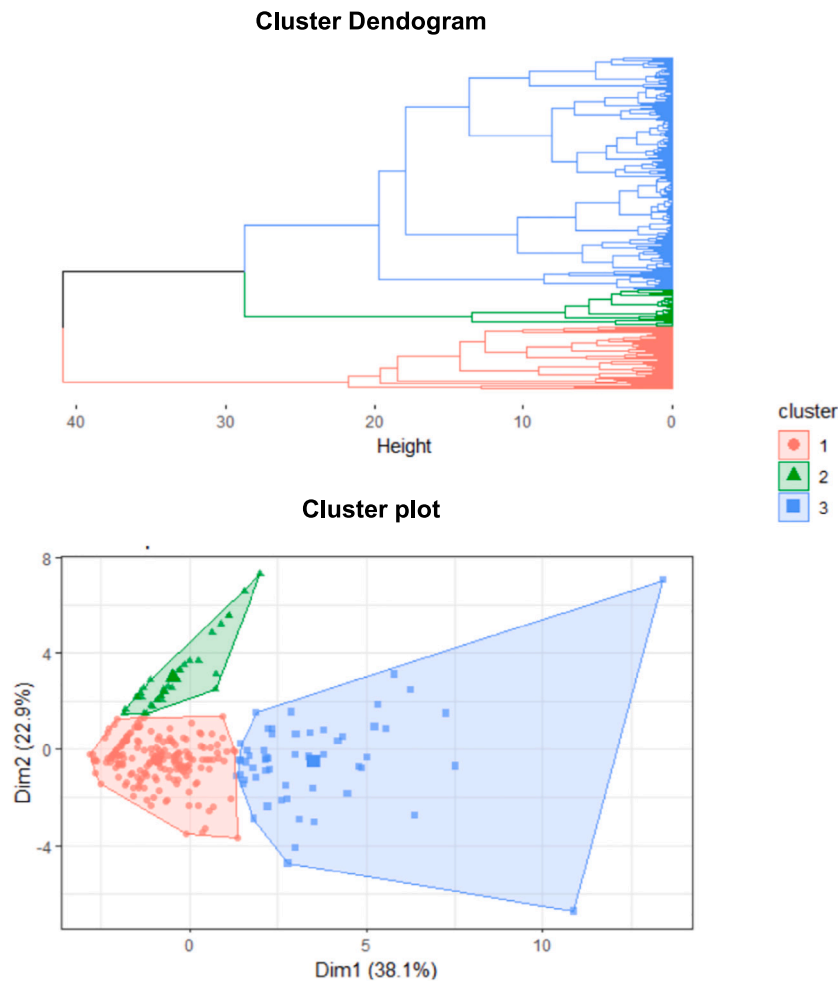 Cluster Dendogram
40 30 20 10 0
Height
cluster
1
2
3
Cluster plot
8
4
0
-4
Dim2 (22.9%)
0 5 10
Dim1 (38.1%)